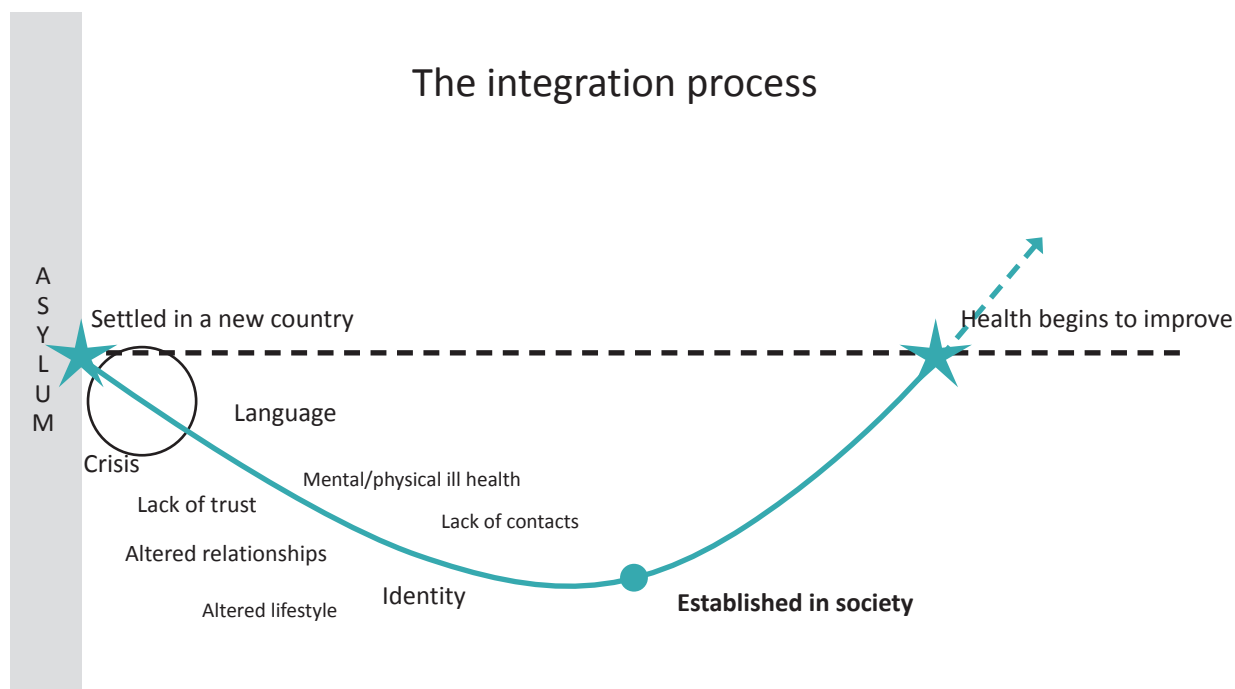 The integration process
ASYLUM
Settled in a new country
Health begins to improve
Language
Crisis
Mental/physical ill health
Lack of trust
Lack of contacts
Altered relationships
Identity
Established in society
Altered lifestyle